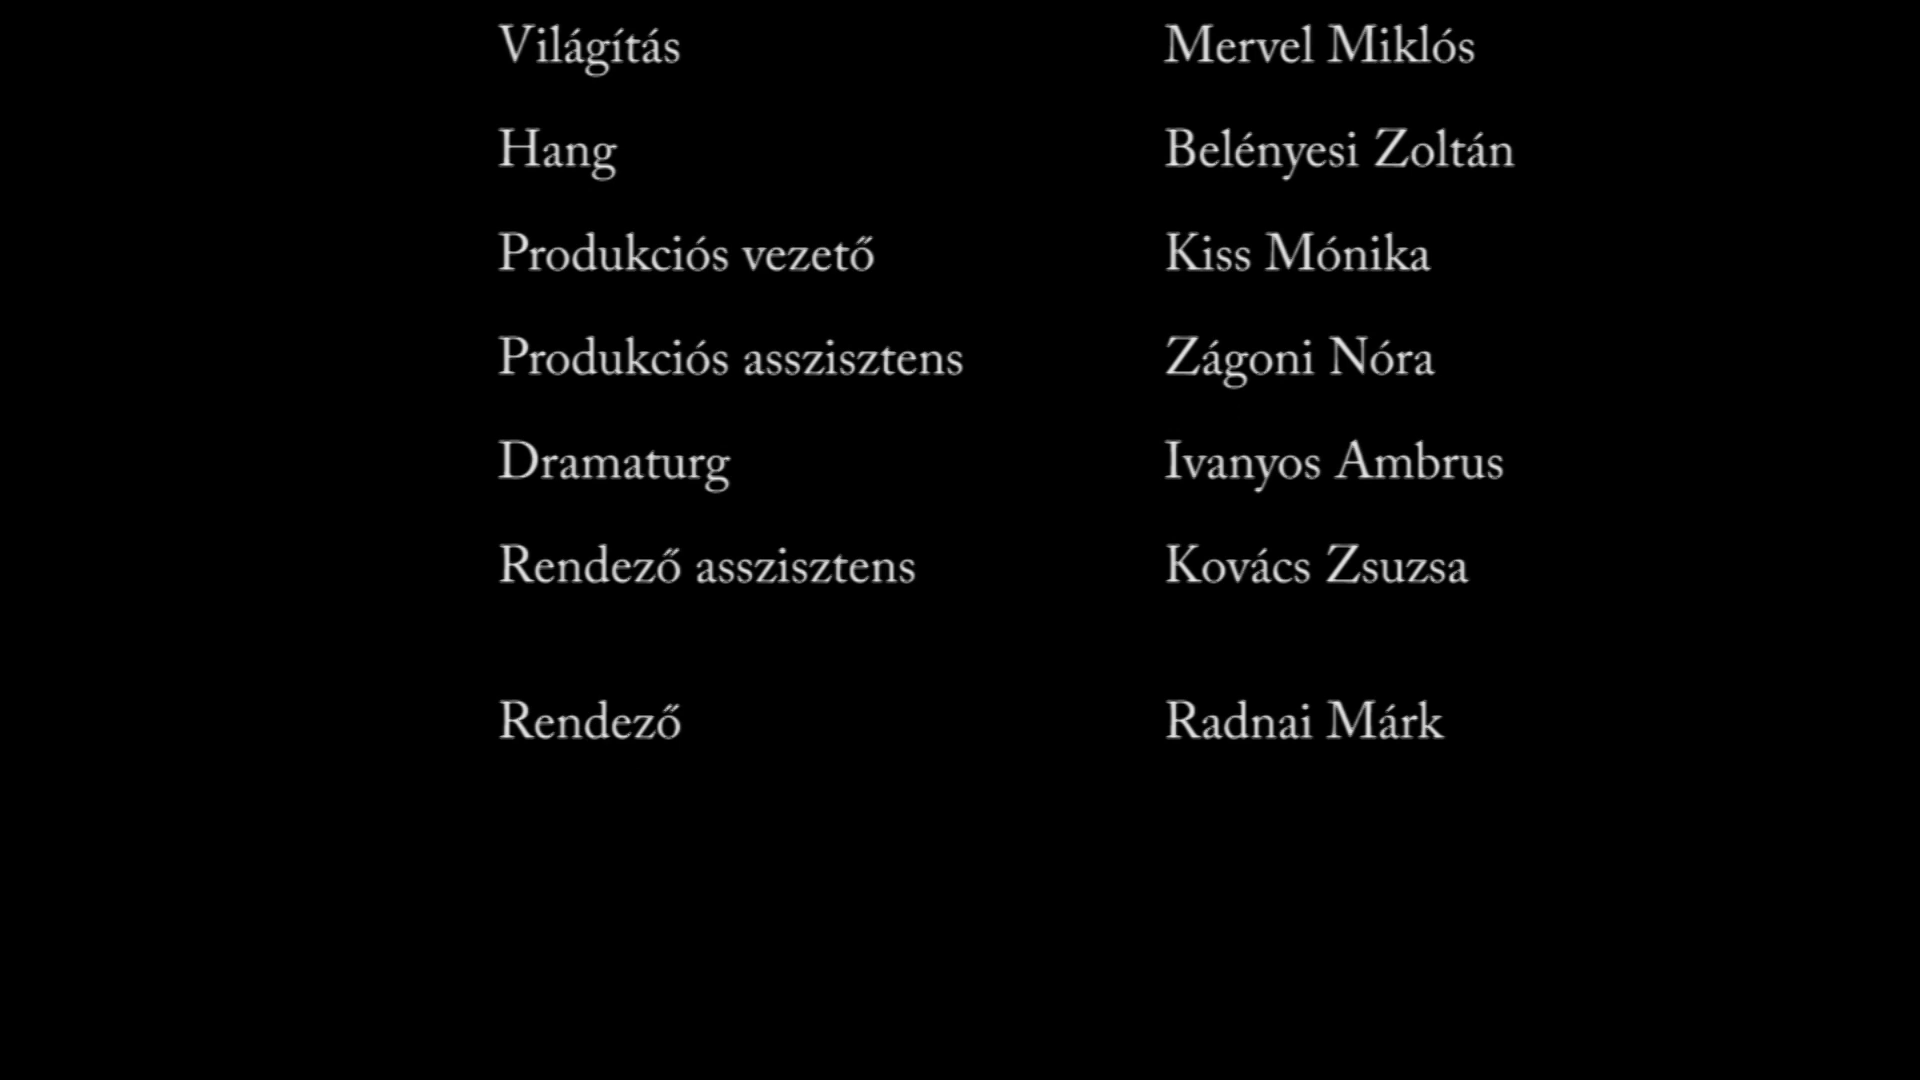 Világítás Mervel Miklós
Hang Belényesi Zoltán
Produkciós vezető Kiss Mónika
Produkciós asszisztens Zágoni Nóra
Dramaturg Ivanyos Ambrus
Rendező asszisztens Kovács Zsuzsa
Rendező Radnai Márk